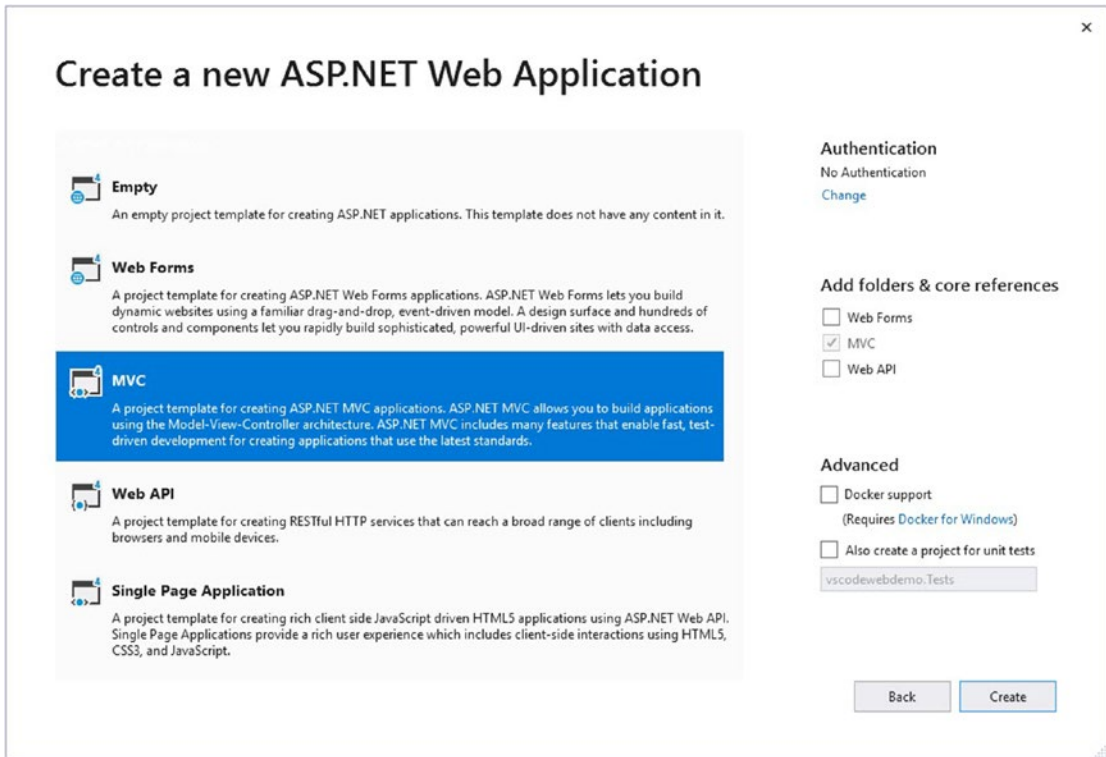 Create a new ASP.NET Web Application
Empty
An empty project template for creating ASP.NET applications. This template does not have any content in it.
Web Forms
A project template for creating ASP.NET Web Forms applications. ASP.NET Web Forms lets you build
dynamic websites using a familiar drag-and-drop, event-driven model. A design surface and hundreds of
controls and components let you rapidly build sophisticated, powerful UI-driven sites with data access.
MVC
A project template for creating ASP.NET MVC applications. ASP.NET MVC allows you to build applications
using the Model-View-Controller architecture. ASP.NET MVC includes many features that enable fast, test-
driven development for creating applications that use the latest standards.
Web API
A project template for creating RESTful HTTP services that can reach a broad range of clients including
browsers and mobile devices.
Single Page Application
A project template for creating rich client side JavaScript driven HTML5 applications using ASP.NET Web API.
Single Page Applications provide a rich user experience which includes client-side interactions using HTML5,
CSS3, and JavaScript.
Authentication
No Authentication
Change
Add folders & core references
Web Forms
MVC
Web API
Advanced
Docker support
(Requires Docker for Windows)
Also create a project for unit tests
vscodewebdemo.Tests
Back
Create